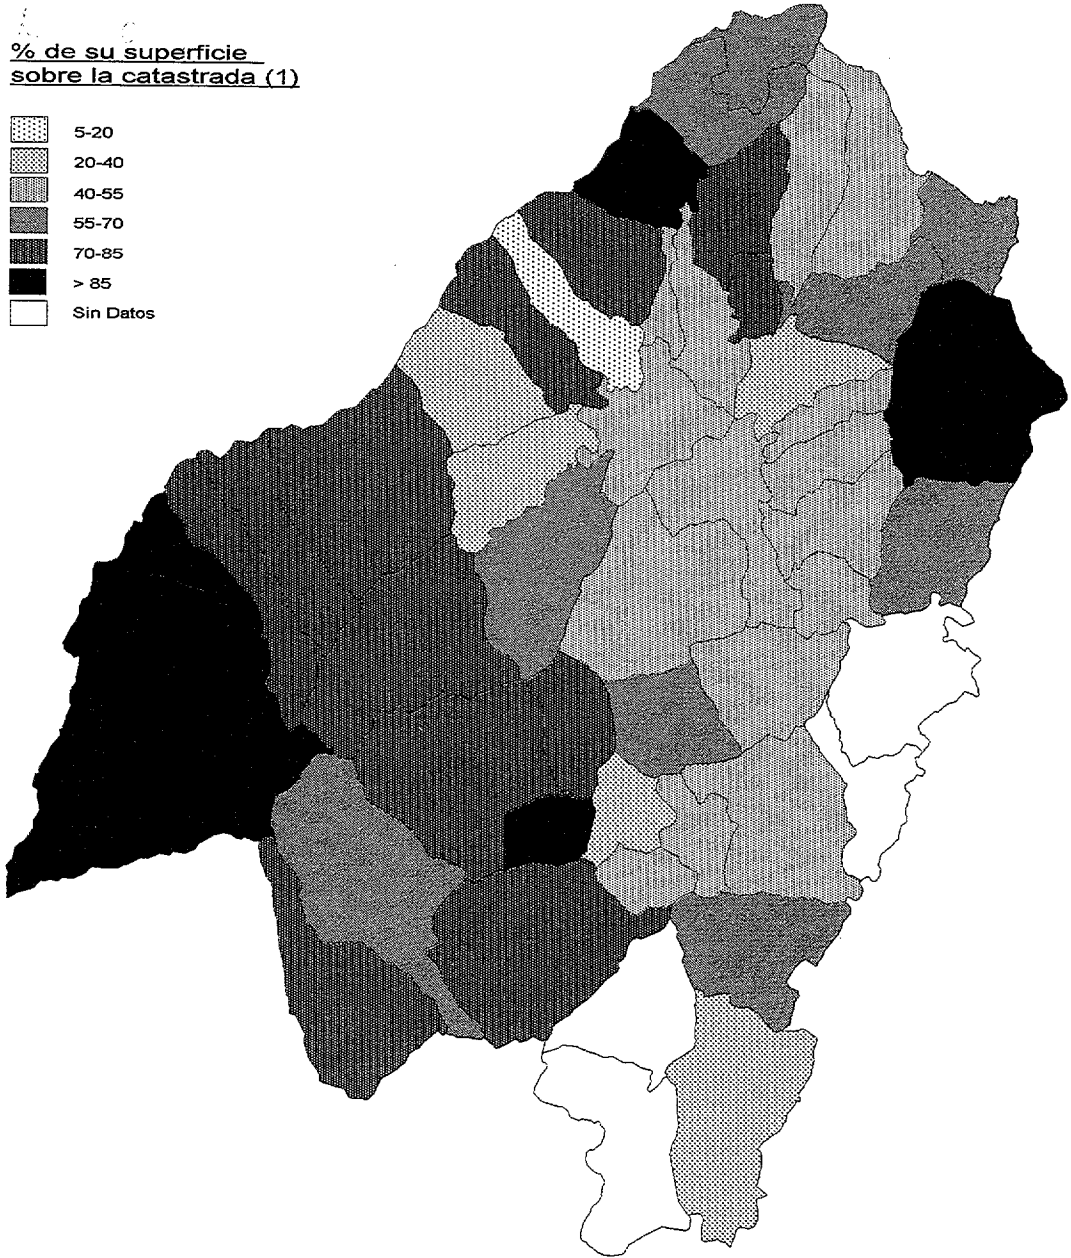 % de su superficie
sobre la catastrada (1)
5-20
20-40
40-55
55-70
70-85
> 85
Sin Datos